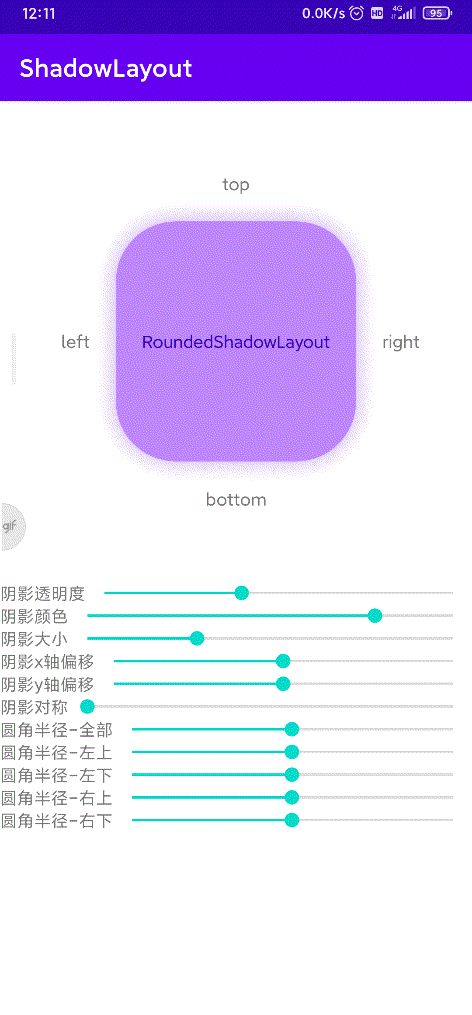 12:11 0.0K/s HD 4G 95
ShadowLayout
top
left RoundedShadowLayout right
bottom
gif
阴影透明度
阴影颜色
阴影大小
阴影x轴偏移
阴影y轴偏移
阴影对称
圆角半径-全部
圆角半径-左上
圆角半径-左下
圆角半径-右上
圆角半径-右下